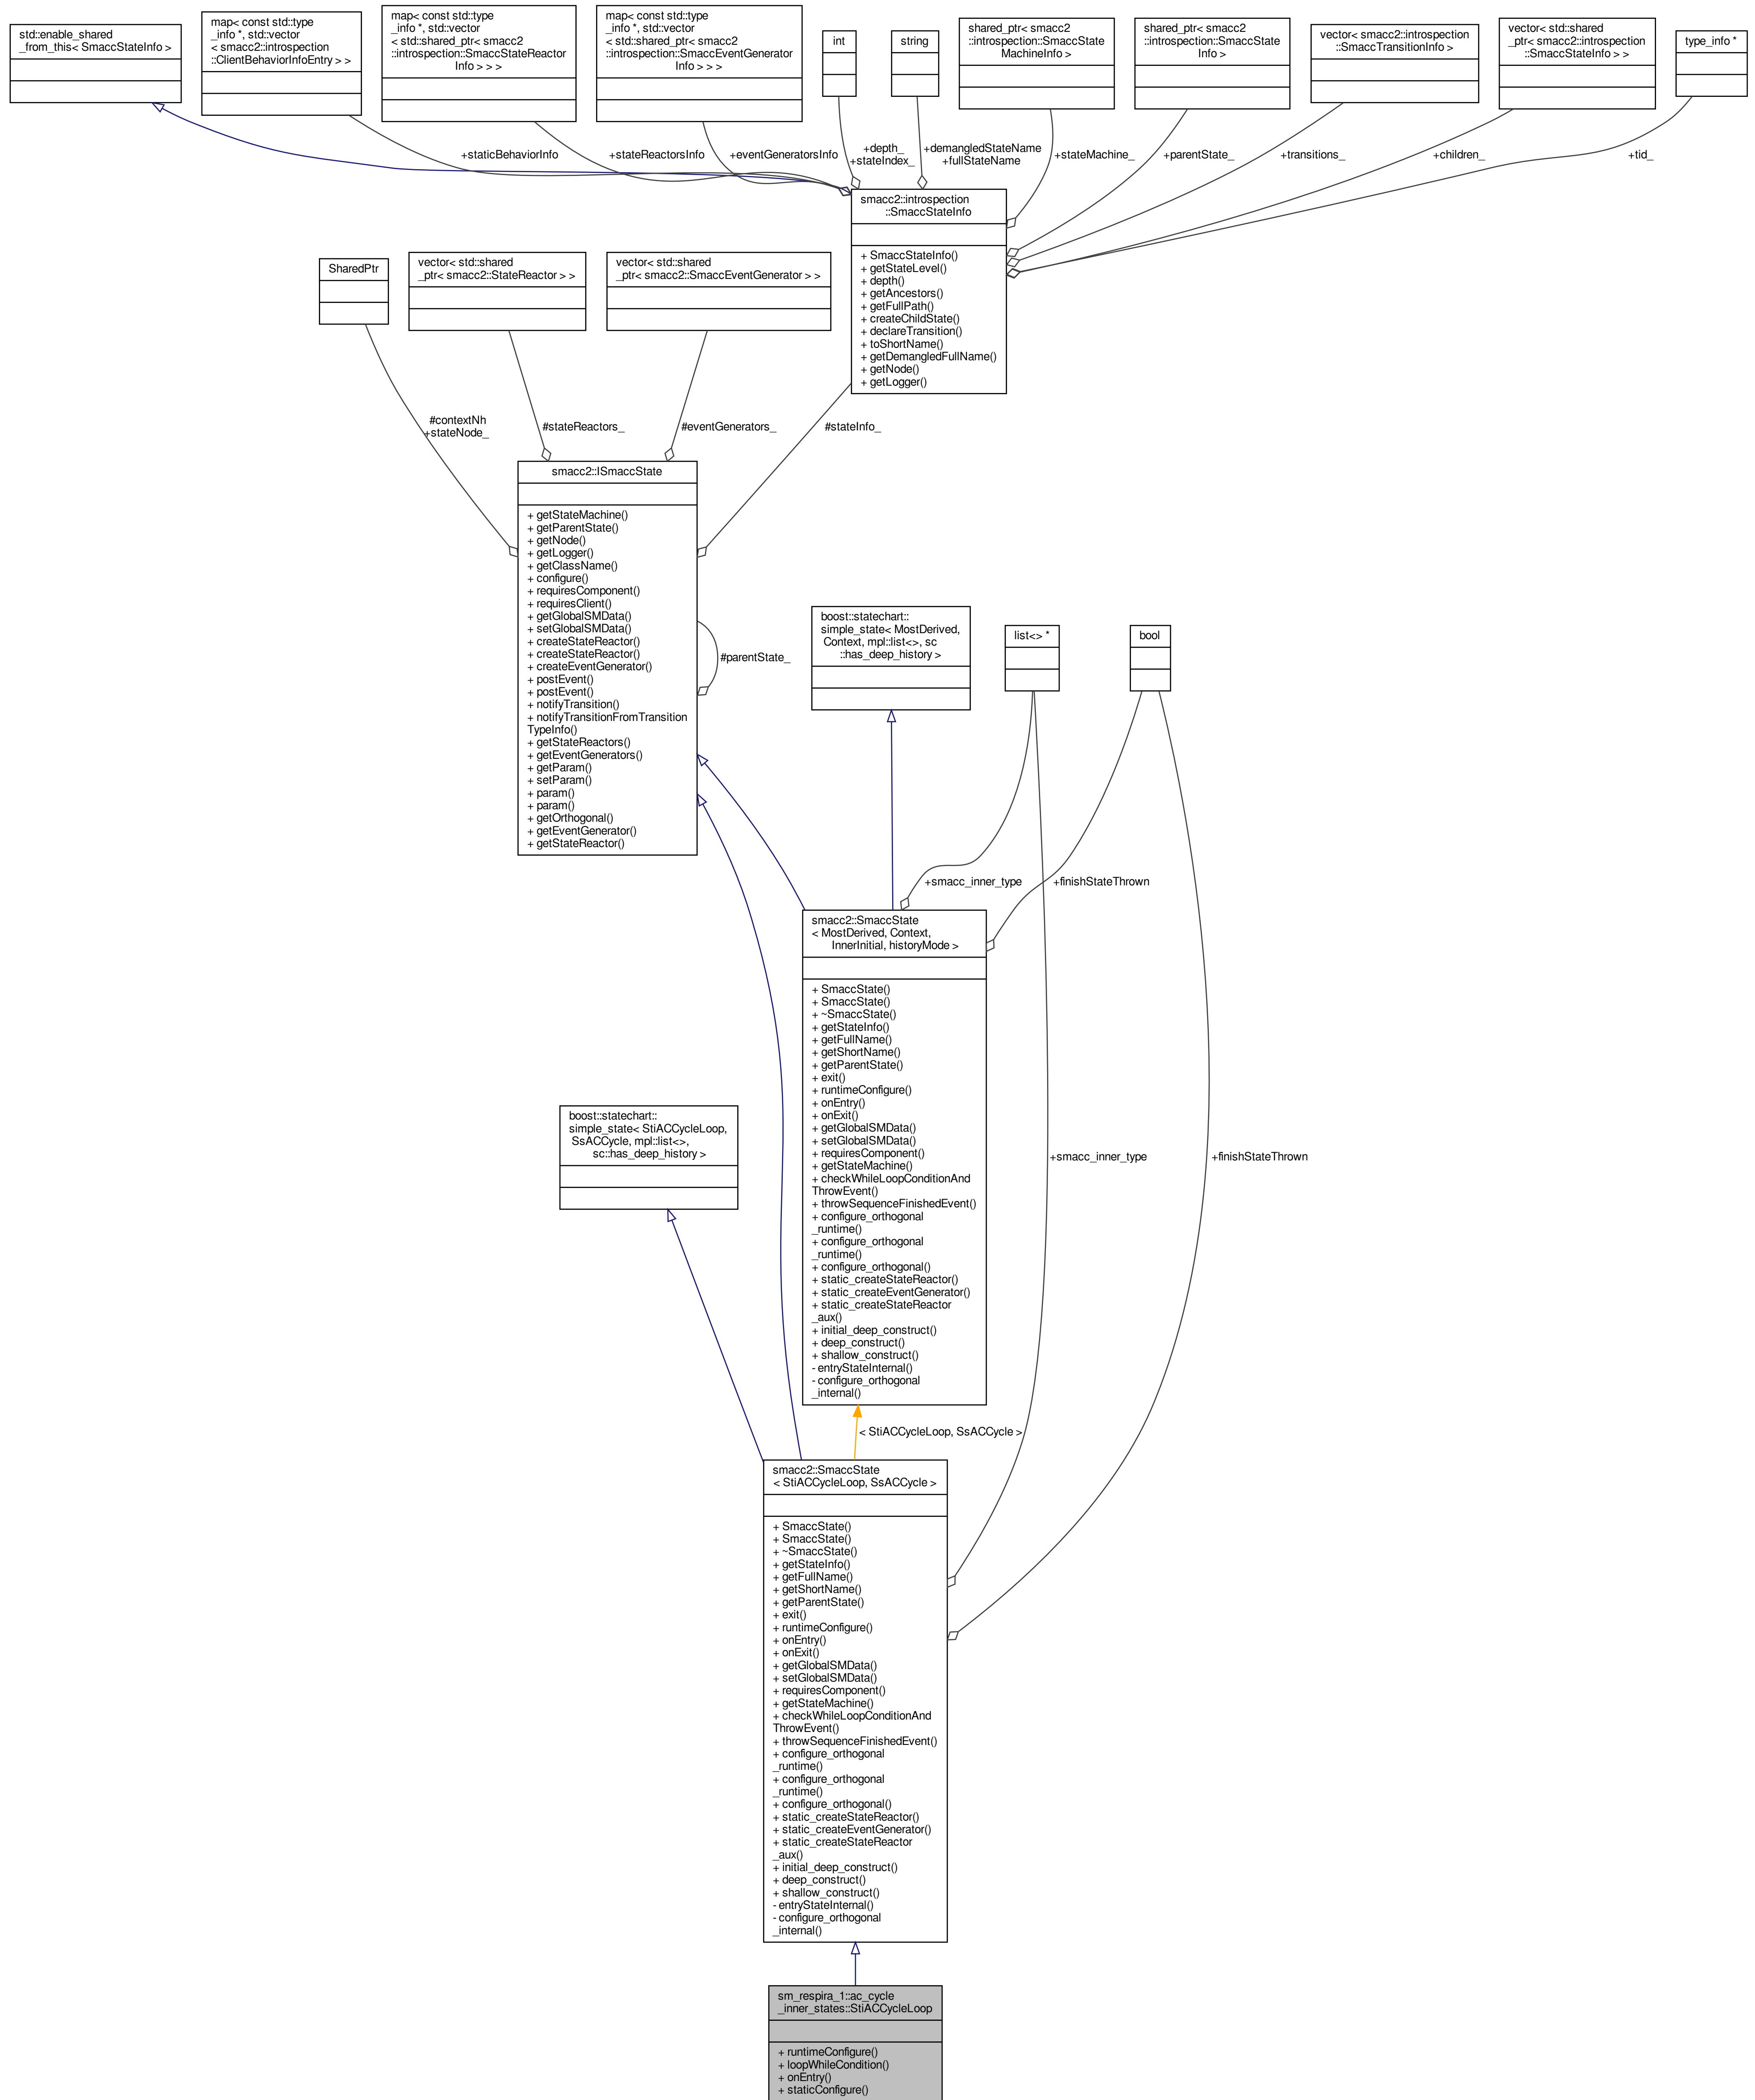 std::enable_shared
_from_this< SmaccStateInfo >
map< const std::type
_info *, std::vector
< smacc2::introspection
::ClientBehaviorInfoEntry > >
map< const std::type
_info *, std::vector
< std::shared_ptr< smacc2
::introspection::SmaccStateReactor
Info > > >
map< const std::type
_info *, std::vector
< std::shared_ptr< smacc2
::introspection::SmaccEventGenerator
Info > > >
int
string
shared_ptr< smacc2
::introspection::SmaccState
MachineInfo >
shared_ptr< smacc2
::introspection::SmaccState
Info >
vector< smacc2::introspection
::SmaccTransitionInfo >
vector< std::shared
_ptr< smacc2::introspection
::SmaccStateInfo > >
type_info *
+staticBehaviorInfo
+stateReactorsInfo
+eventGeneratorsInfo
+depth_
+stateIndex_
+demangledStateName
+fullStateName
+stateMachine_
+parentState_
+transitions_
+children_
+tid_
smacc2::introspection
::SmaccStateInfo
+ SmaccStateInfo()
+ getStateLevel()
+ depth()
+ getAncestors()
+ getFullPath()
+ createChildState()
+ declareTransition()
+ toShortName()
+ getDemangledFullName()
+ getNode()
+ getLogger()
SharedPtr
vector< std::shared
_ptr< smacc2::StateReactor > >
vector< std::shared
_ptr< smacc2::SmaccEventGenerator > >
#contextNh
+stateNode_
#stateReactors_
#eventGenerators_
#stateInfo_
smacc2::ISmaccState
+ getStateMachine()
+ getParentState()
+ getNode()
+ getLogger()
+ getClassName()
+ configure()
+ requiresComponent()
+ requiresClient()
+ getGlobalSMData()
+ setGlobalSMData()
+ createStateReactor()
+ createStateReactor()
+ createEventGenerator()
+ postEvent()
+ postEvent()
+ notifyTransition()
+ notifyTransitionFromTransition
TypeInfo()
+ getStateReactors()
+ getEventGenerators()
+ getParam()
+ setParam()
+ param()
+ param()
+ getOrthogonal()
+ getEventGenerator()
+ getStateReactor()
#parentState_
boost::statechart::
simple_state< MostDerived,
Context, mpl::list<>, sc
::has_deep_history >
list<> *
bool
+smacc_inner_type
+finishStateThrown
smacc2::SmaccState
< MostDerived, Context,
InnerInitial, historyMode >
+ SmaccState()
+ SmaccState()
+ ~SmaccState()
+ getStateInfo()
+ getFullName()
+ getShortName()
+ getParentState()
+ exit()
+ runtimeConfigure()
+ onEntry()
+ onExit()
+ getGlobalSMData()
+ setGlobalSMData()
+ requiresComponent()
+ getStateMachine()
+ checkWhileLoopConditionAnd
ThrowEvent()
+ throwSequenceFinishedEvent()
+ configure_orthogonal
_runtime()
+ configure_orthogonal
_runtime()
+ configure_orthogonal()
+ static_createStateReactor()
+ static_createEventGenerator()
+ static_createStateReactor
_aux()
+ initial_deep_construct()
+ deep_construct()
+ shallow_construct()
- entryStateInternal()
- configure_orthogonal
_internal()
boost::statechart::
simple_state< StiACCycleLoop,
SsACCycle, mpl::list<>,
sc::has_deep_history >
+smacc_inner_type
+finishStateThrown
< StiACCycleLoop, SsACCycle >
smacc2::SmaccState
< StiACCycleLoop, SsACCycle >
+ SmaccState()
+ SmaccState()
+ ~SmaccState()
+ getStateInfo()
+ getFullName()
+ getShortName()
+ getParentState()
+ exit()
+ runtimeConfigure()
+ onEntry()
+ onExit()
+ getGlobalSMData()
+ setGlobalSMData()
+ requiresComponent()
+ getStateMachine()
+ checkWhileLoopConditionAnd
ThrowEvent()
+ throwSequenceFinishedEvent()
+ configure_orthogonal
_runtime()
+ configure_orthogonal
_runtime()
+ configure_orthogonal()
+ static_createStateReactor()
+ static_createEventGenerator()
+ static_createStateReactor
_aux()
+ initial_deep_construct()
+ deep_construct()
+ shallow_construct()
- entryStateInternal()
- configure_orthogonal
_internal()
sm_respira_1::ac_cycle
_inner_states::StiACCycleLoop
+ runtimeConfigure()
+ loopWhileCondition()
+ onEntry()
+ staticConfigure()